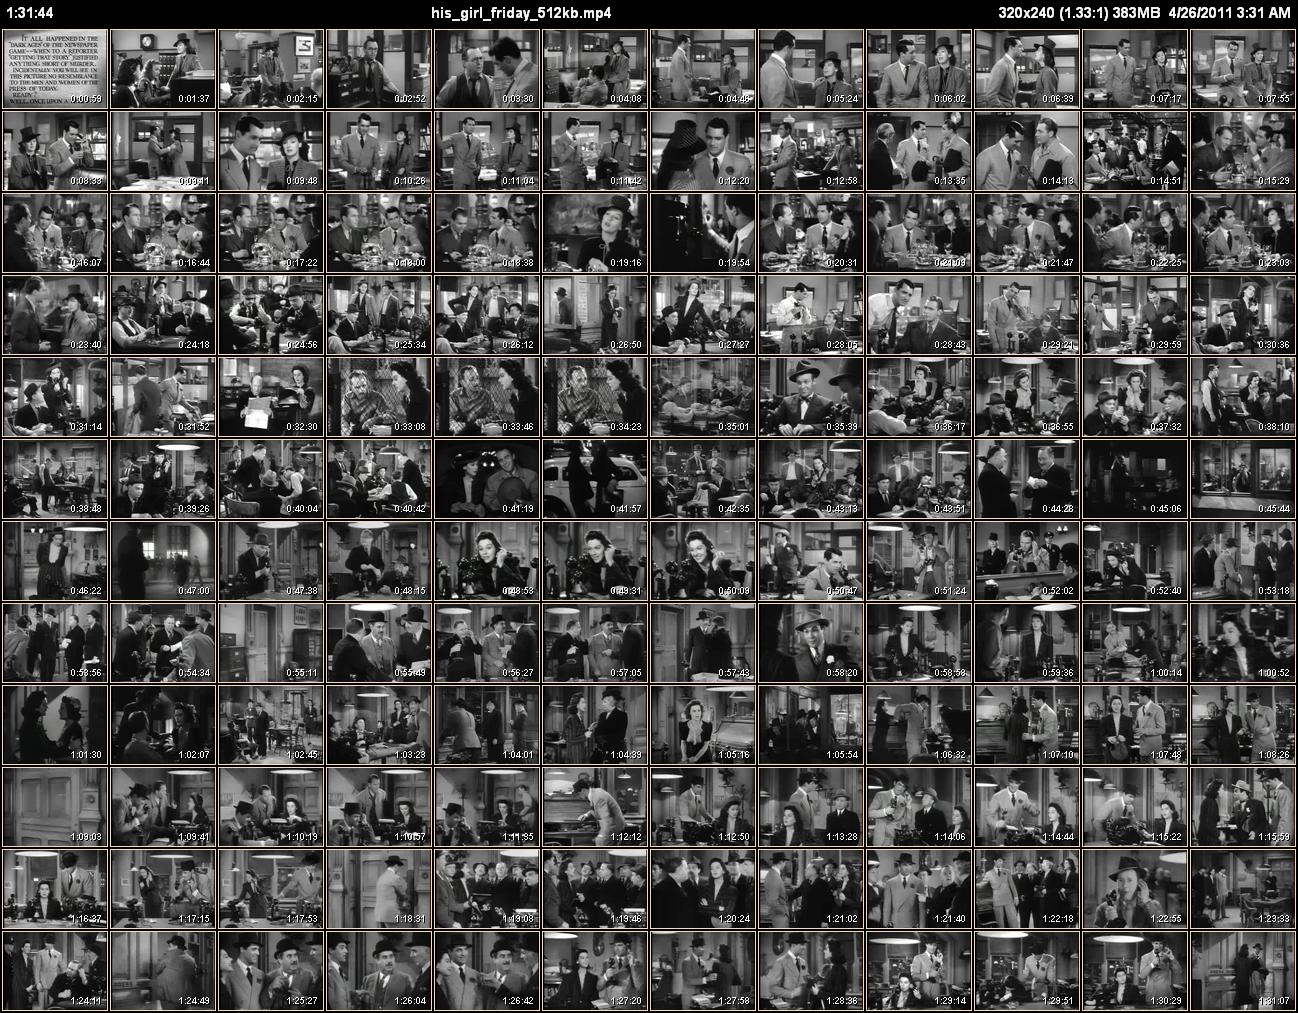 1:31:44 his_girl_friday_512kb.mp4 320x240 (1.33:1) 383MB 4/26/2011 3:31 AM
IT ALL HAPPENED IN THE
"DARK AGES" OF THE NEWSPAPER
GAME--WHEN TO A REPORTER
"GETTING THAT STORY" JUSTIFIED
ANYTHING SHORT OF MURDER.
INCIDENTALLY YOU WILL SEE IN
THIS PICTURE NO RESEMBLANCE
TO THE MEN AND WOMEN OF THE
PRESS OF TODAY.
READY?
WELL, ONCE UPON A
0:00:59 0:01:37 0:02:15 0:02:52 0:03:30 0:04:08 0:04:46 0:05:24 0:06:02 0:06:39 0:07:17 0:07:55
0:08:33 0:09:11 0:09:48 0:10:26 0:11:04 0:11:42 0:12:20 0:12:58 0:13:35 0:14:13 0:14:51 0:15:29
0:16:07 0:16:44 0:17:22 0:18:00 0:18:38 0:19:16 0:19:54 0:20:31 0:21:09 0:21:47 0:22:25 0:23:03
0:23:40 0:24:18 0:24:56 0:25:34 0:26:12 0:26:50 0:27:27 0:28:05 0:28:43 0:29:21 0:29:59 0:30:36
0:31:14 0:31:52 0:32:30 0:33:08 0:33:46 0:34:23 0:35:01 0:35:39 0:36:17 0:36:55 0:37:32 0:38:10
0:38:48 0:39:26 0:40:04 0:40:42 0:41:19 0:41:57 0:42:35 0:43:13 0:43:51 0:44:28 0:45:06 0:45:44
0:46:22 0:47:00 0:47:38 0:48:15 0:48:53 0:49:31 0:50:09 0:50:47 0:51:24 0:52:02 0:52:40 0:53:18
0:53:56 0:54:34 0:55:11 0:55:49 0:56:27 0:57:05 0:57:43 0:58:20 0:58:58 0:59:36 1:00:14 1:00:52
1:01:30 1:02:07 1:02:45 1:03:23 1:04:01 1:04:39 1:05:16 1:05:54 1:06:32 1:07:10 1:07:48 1:08:26
1:09:03 1:09:41 1:10:19 1:10:57 1:11:35 1:12:12 1:12:50 1:13:28 1:14:06 1:14:44 1:15:22 1:15:59
1:16:37 1:17:15 1:17:53 1:18:31 1:19:08 1:19:46 1:20:24 1:21:02 1:21:40 1:22:18 1:22:55 1:23:33
1:24:11 1:24:49 1:25:27 1:26:04 1:26:42 1:27:20 1:27:58 1:28:36 1:29:14 1:29:51 1:30:29 1:31:07